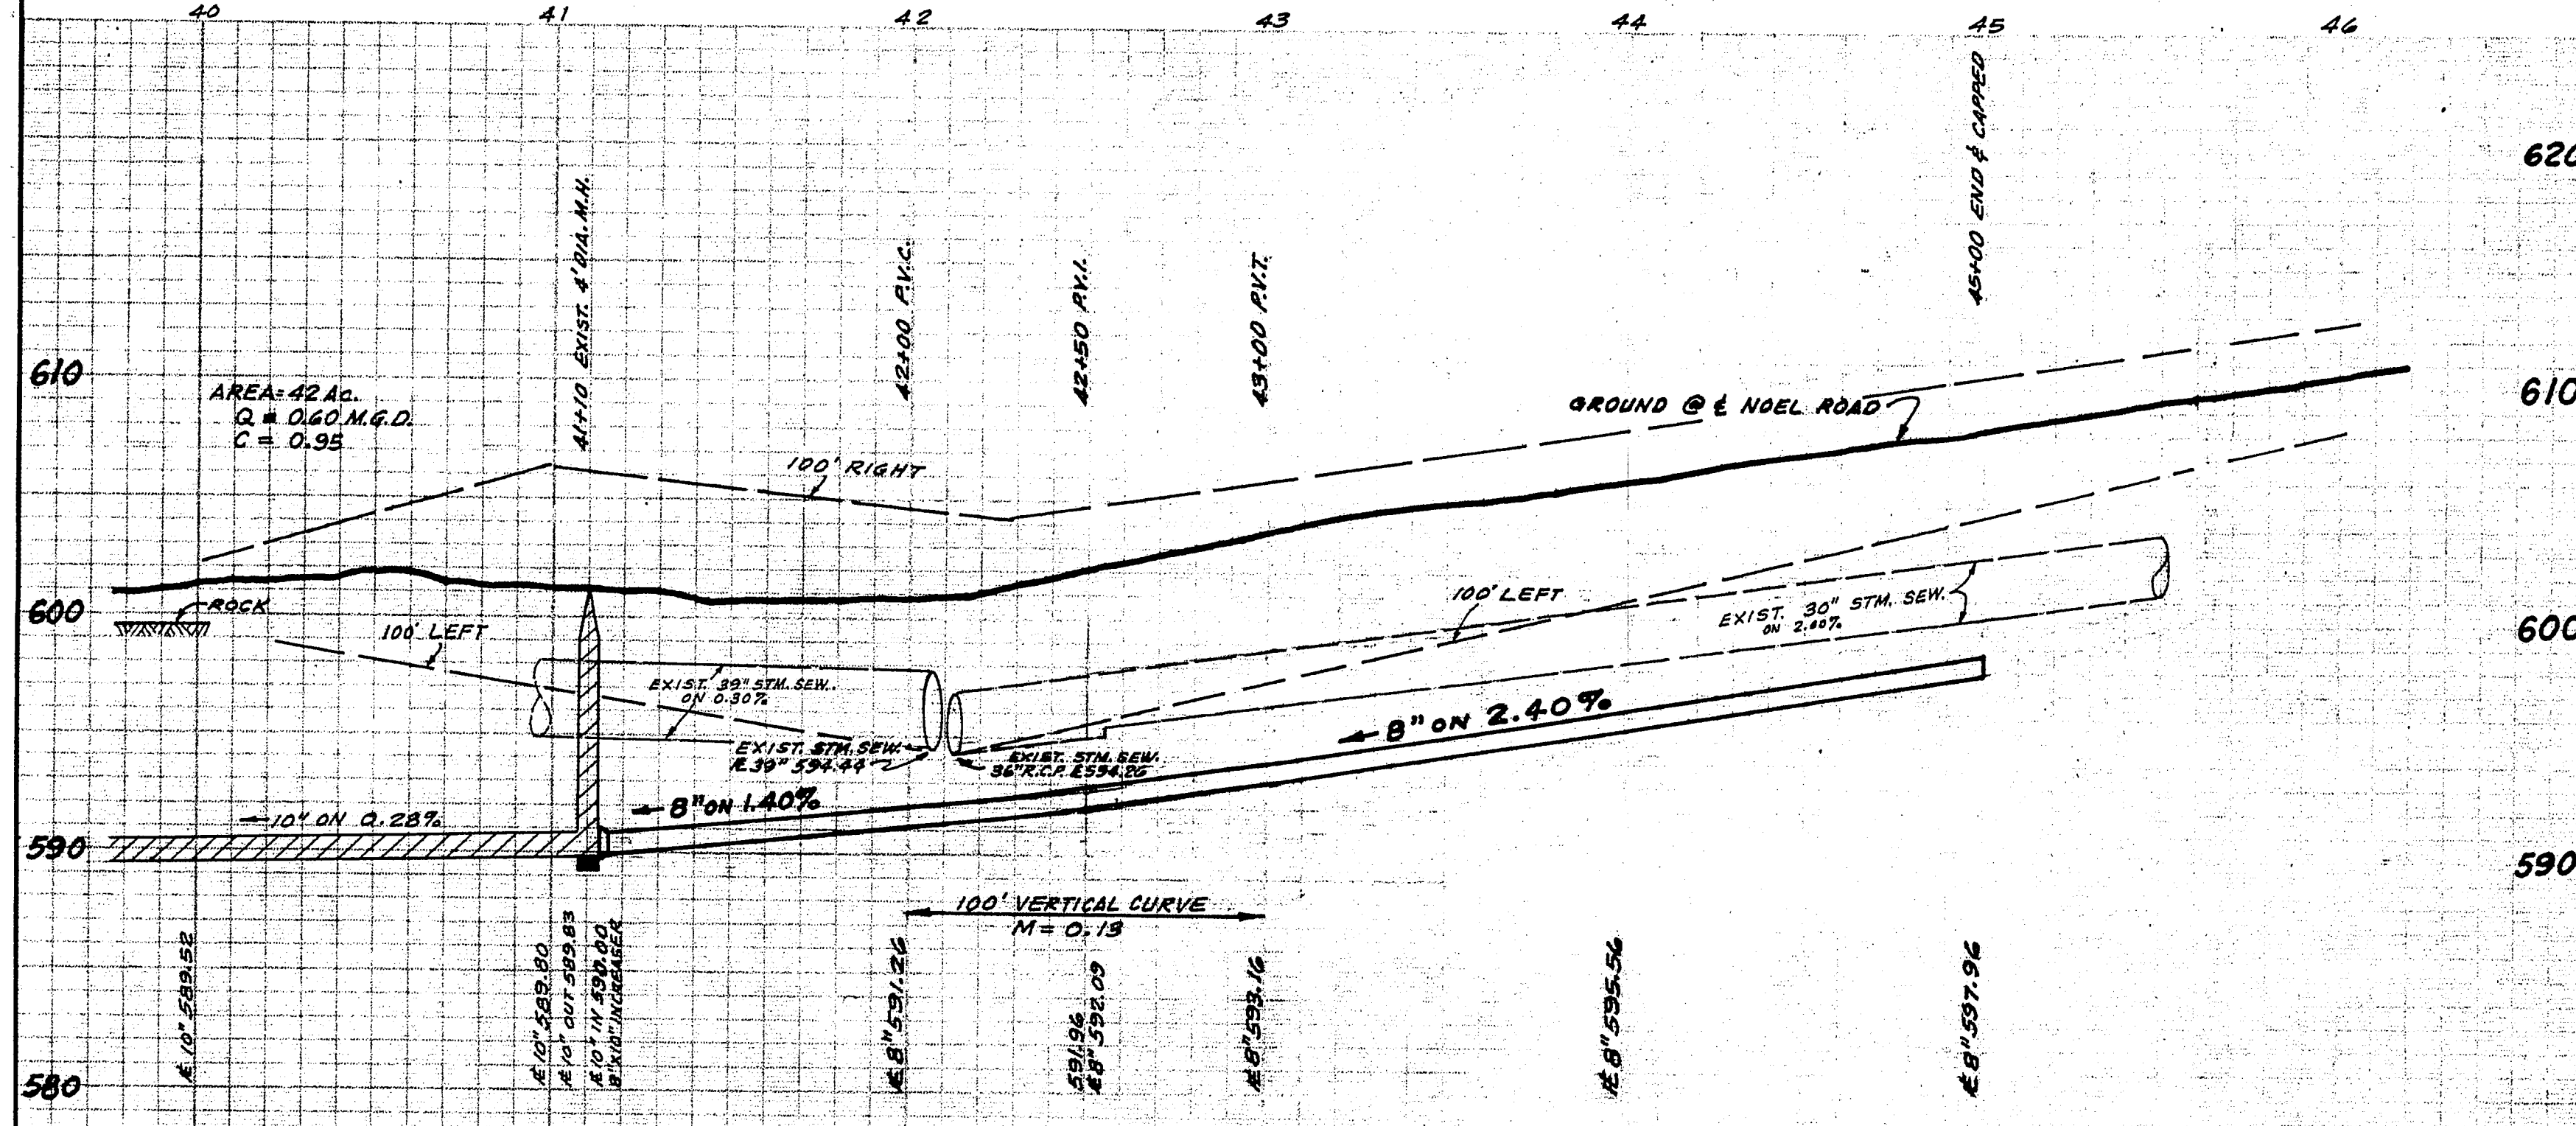 40 41 42 43 44 45 46
45+00 END & CAPPED
620
41+10 EXIST. 4' DIA. M.H.
42+00 P.V.C.
42+50 P.V.I.
43+00 P.V.T.
610
610
AREA=42 AC.
Q = 0.60 M.G.D.
C = 0.95
GROUND @ ℄ NOEL ROAD
100' RIGHT
600
600
ROCK
100' LEFT
100' LEFT
EXIST. 30" STM. SEW.
EXIST. 39" STM. SEW.
ON 0.30%
8" ON 2.40%
EXIST. STM. SEW.
39" 594.44
EXIST. STM. SEW.
36" R.C.P. 594.26
8" ON 1.40%
10" ON 0.28%
590
590
100' VERTICAL CURVE
M = 0.13
10" 589.52
10" 589.80
10" OUT 589.83
10" IN 590.00
8"X10" INCREASER
8" 591.26
591.96
8" 592.09
8" 593.16
8" 595.56
8" 597.96
580